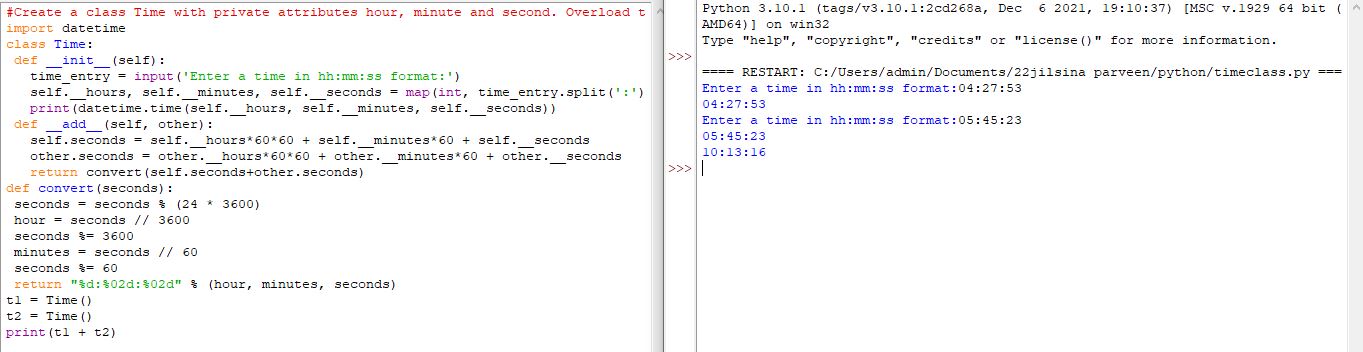 #Create a class Time with private attributes hour, minute and second. Overload t
import datetime
class Time:
 def __init__(self):
   time_entry = input('Enter a time in hh:mm:ss format:')
   self.__hours, self.__minutes, self.__seconds = map(int, time_entry.split(':')
   print(datetime.time(self.__hours, self.__minutes, self.__seconds))
 def __add__(self, other):
   self.seconds = self.__hours*60*60 + self.__minutes*60 + self.__seconds
   other.seconds = other.__hours*60*60 + other.__minutes*60 + other.__seconds
   return convert(self.seconds+other.seconds)
def convert(seconds):
 seconds = seconds % (24 * 3600)
 hour = seconds // 3600
 seconds %= 3600
 minutes = seconds // 60
 seconds %= 60
 return "%d:%02d:%02d" % (hour, minutes, seconds)
t1 = Time()
t2 = Time()
print(t1 + t2)
Python 3.10.1 (tags/v3.10.1:2cd268a, Dec  6 2021, 19:10:37) [MSC v.1929 64 bit (
AMD64)] on win32
Type "help", "copyright", "credits" or "license()" for more information.
>>>
==== RESTART: C:/Users/admin/Documents/22jilsina parveen/python/timeclass.py ===
Enter a time in hh:mm:ss format:04:27:53
04:27:53
Enter a time in hh:mm:ss format:05:45:23
05:45:23
10:13:16
>>>